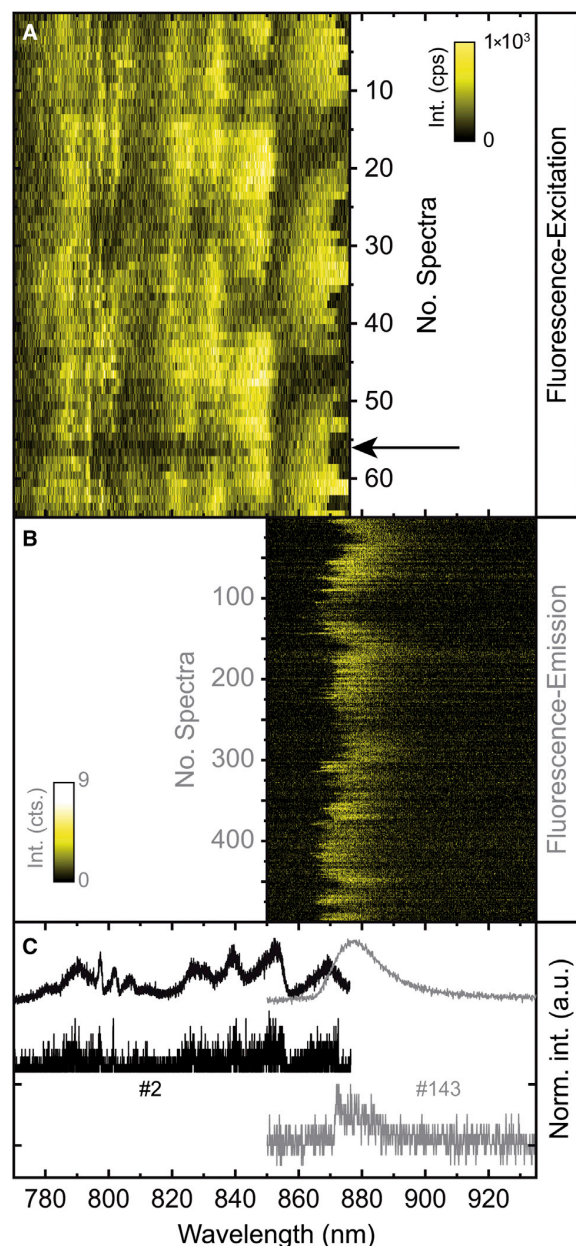 A
1×10³
Int. (cps)
0
10
20
30
40
50
60
No. Spectra
Fluorescence-Excitation
B
100
200
300
400
No. Spectra
9
Int. (cts.)
0
Fluorescence-Emission
C
#2
#143
Norm. int. (a.u.)
780 800 820 840 860 880 900 920
Wavelength (nm)